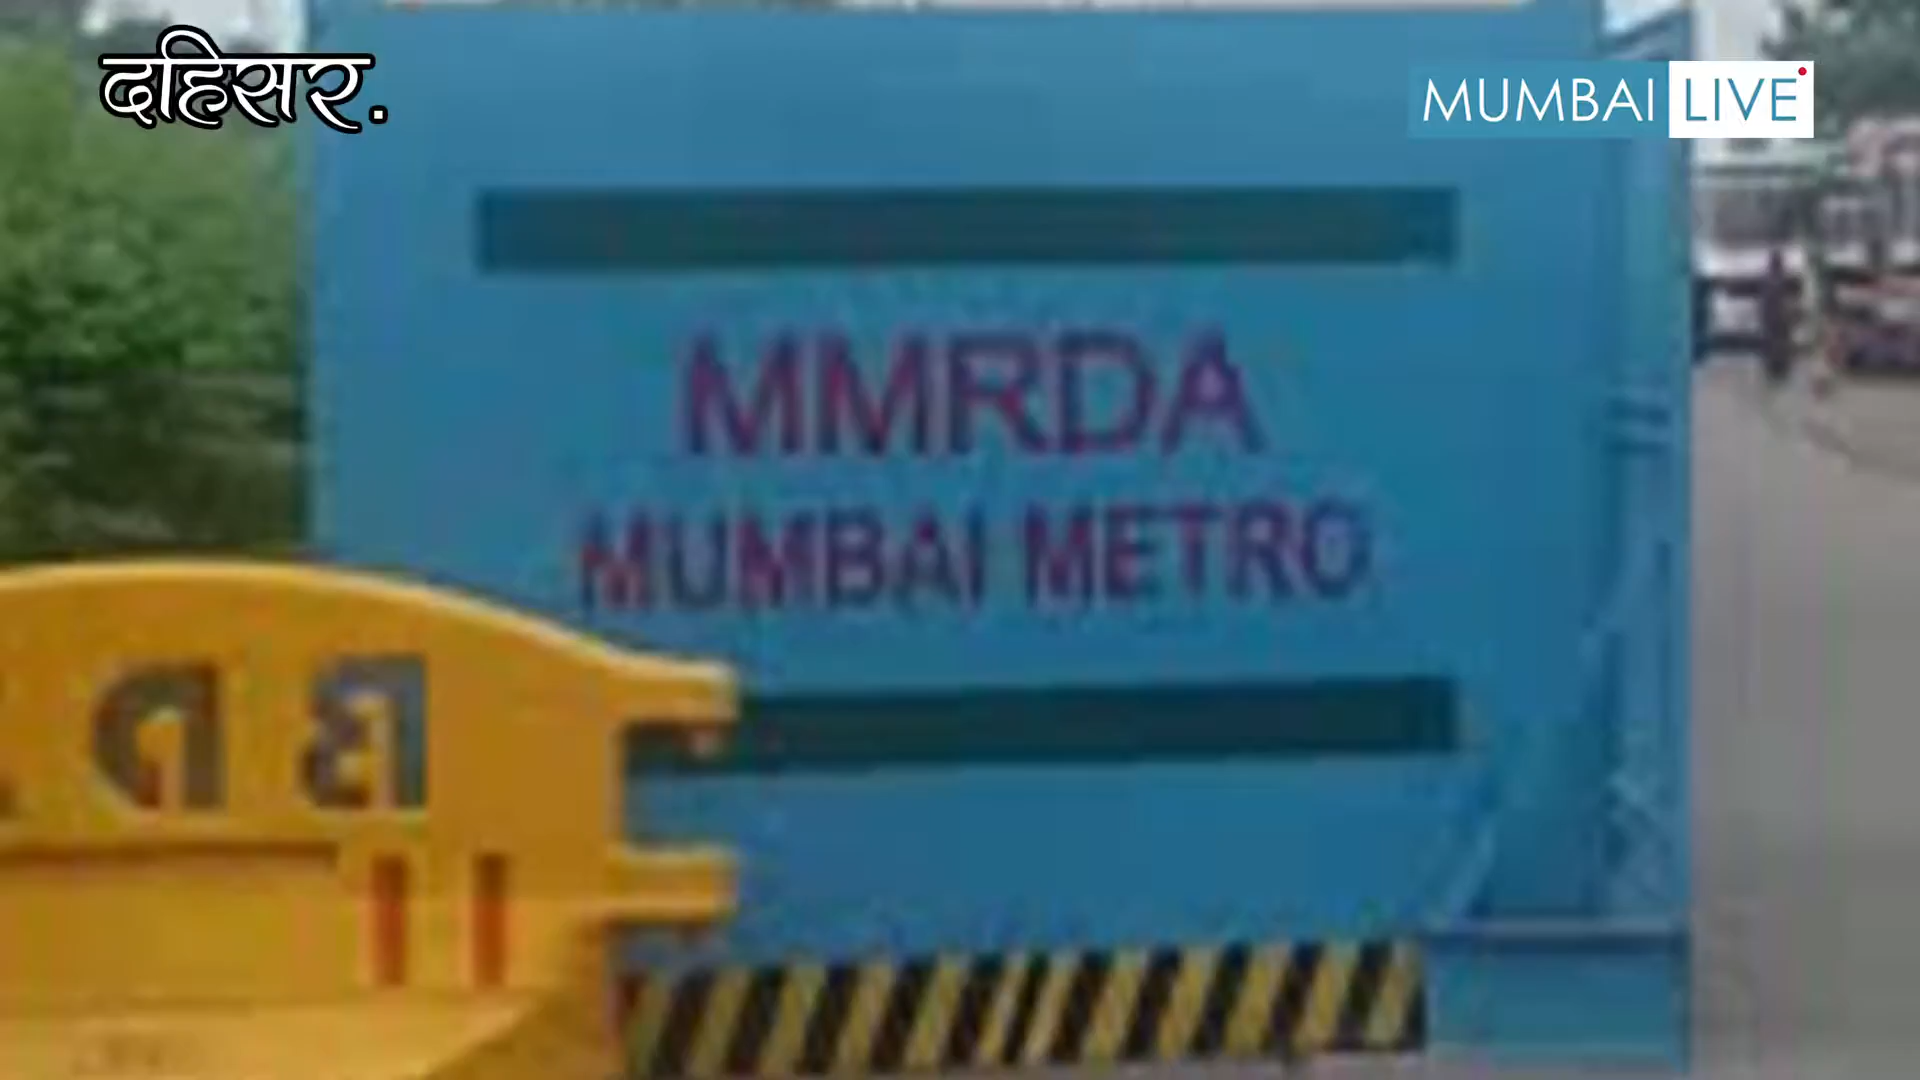 दहिसर.
MUMBAI LIVE
MMRDA
MUMBAI METRO